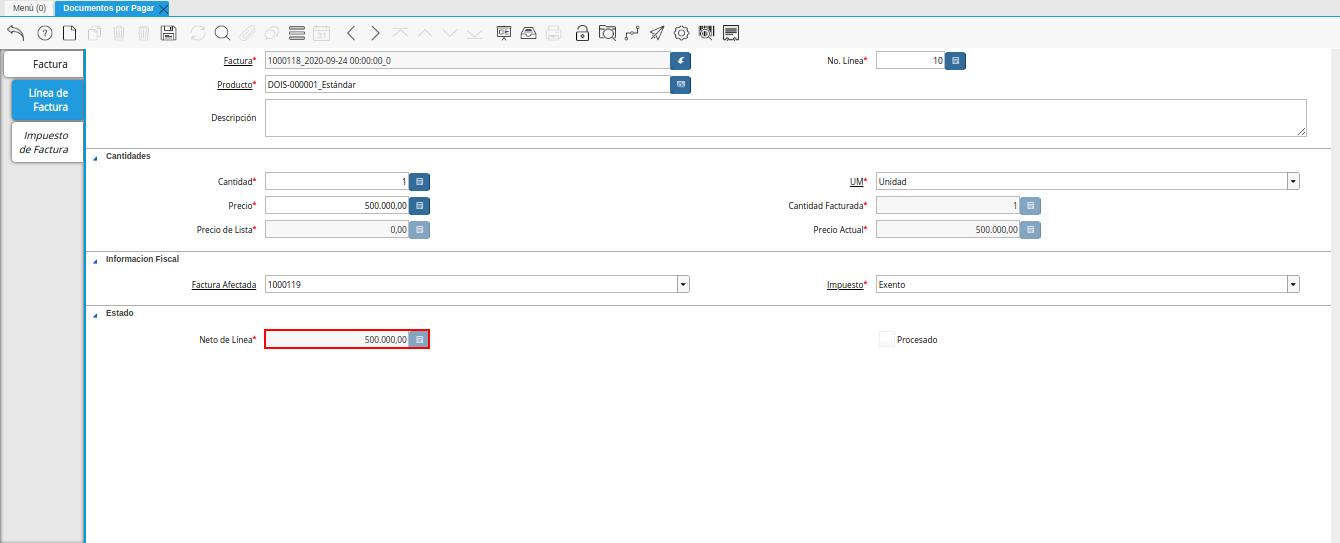 Menú (0) Documentos por Pagar
Factura
Línea de
Factura
Impuesto
de Factura
Factura* 1000118_2020-09-24 00:00:00_0 No. Línea* 10
Producto* DOIS-000001_Estándar
Descripción
Cantidades
Cantidad* 1 UM* Unidad
Precio* 500.000,00 Cantidad Facturada* 1
Precio de Lista* 0,00 Precio Actual* 500.000,00
Informacion Fiscal
Factura Afectada 1000119 Impuesto* Exento
Estado
Neto de Línea* 500.000,00 Procesado